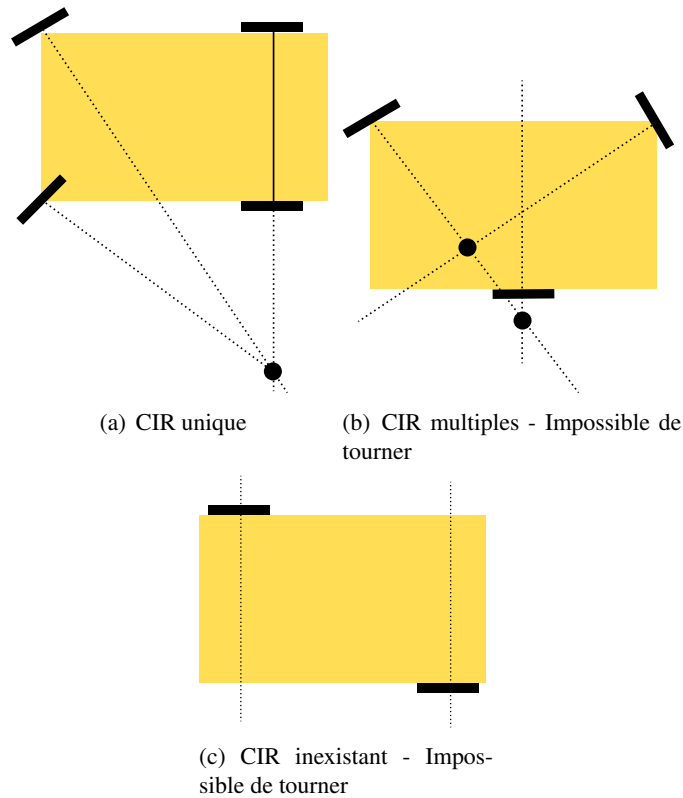 (a) CIR unique
(b) CIR multiples - Impossible de
tourner
(c) CIR inexistant - Impos-
sible de tourner